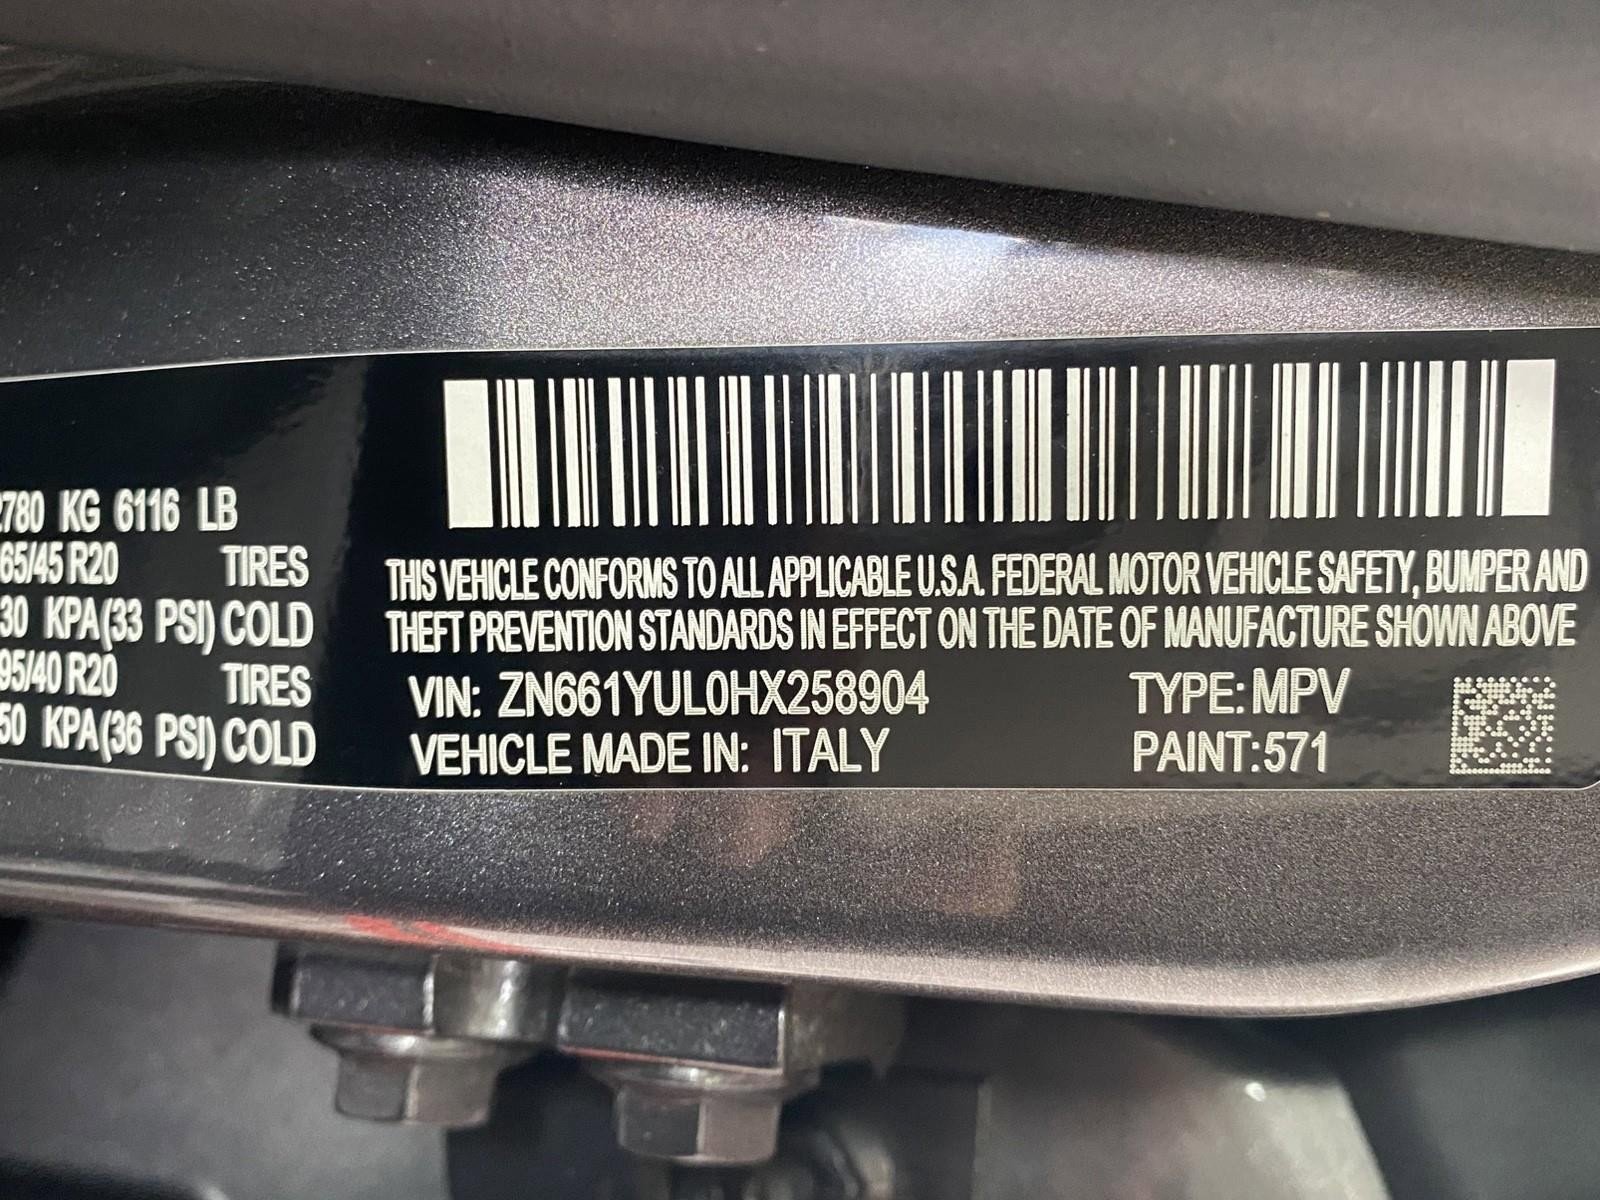 2780 KG 6116 LB
65/45 R20 TIRES
30 KPA(33 PSI) COLD
95/40 R20 TIRES
50 KPA(36 PSI) COLD
THIS VEHICLE CONFORMS TO ALL APPLICABLE U.S.A. FEDERAL MOTOR VEHICLE SAFETY, BUMPER AND
THEFT PREVENTION STANDARDS IN EFFECT ON THE DATE OF MANUFACTURE SHOWN ABOVE
VIN: ZN661YUL0HX258904 TYPE: MPV
VEHICLE MADE IN: ITALY PAINT: 571